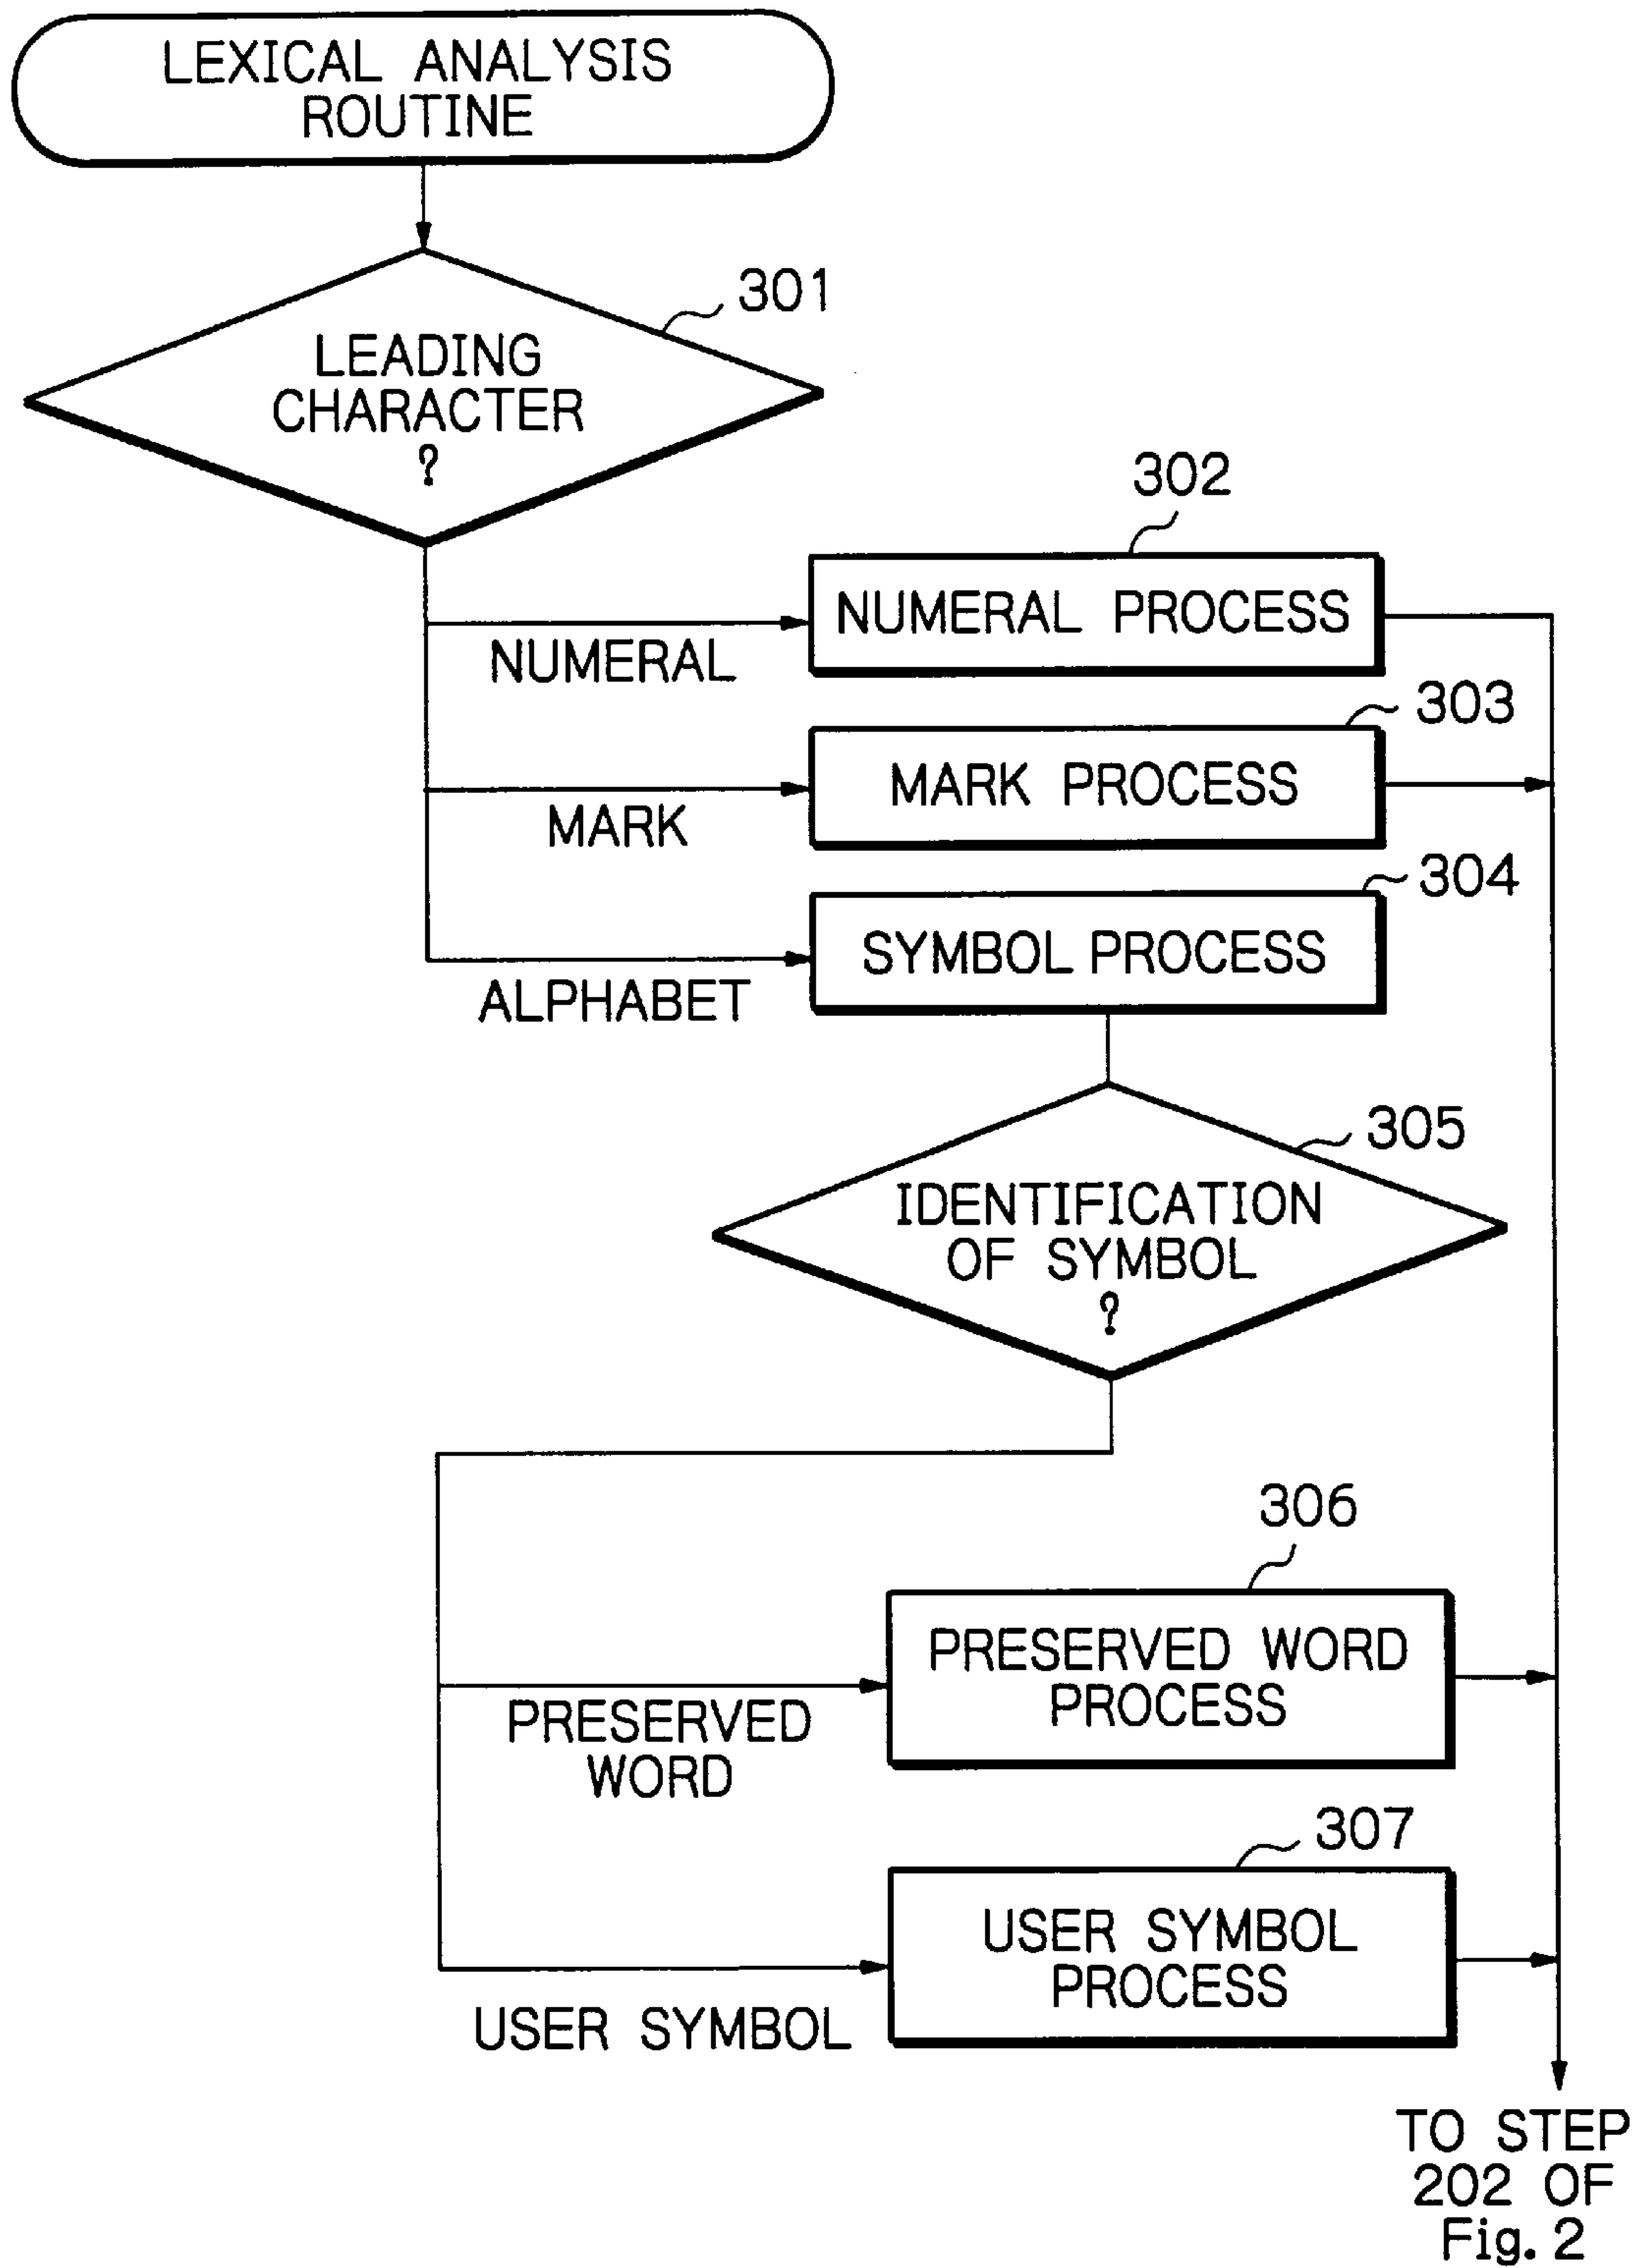 LEXICAL ANALYSIS
ROUTINE
301
LEADING
CHARACTER
?
302
NUMERAL PROCESS
NUMERAL
303
MARK PROCESS
MARK
304
SYMBOL PROCESS
ALPHABET
305
IDENTIFICATION
OF SYMBOL
?
306
PRESERVED WORD
PROCESS
PRESERVED
WORD
307
USER SYMBOL
PROCESS
USER SYMBOL
TO STEP
202 OF
Fig. 2